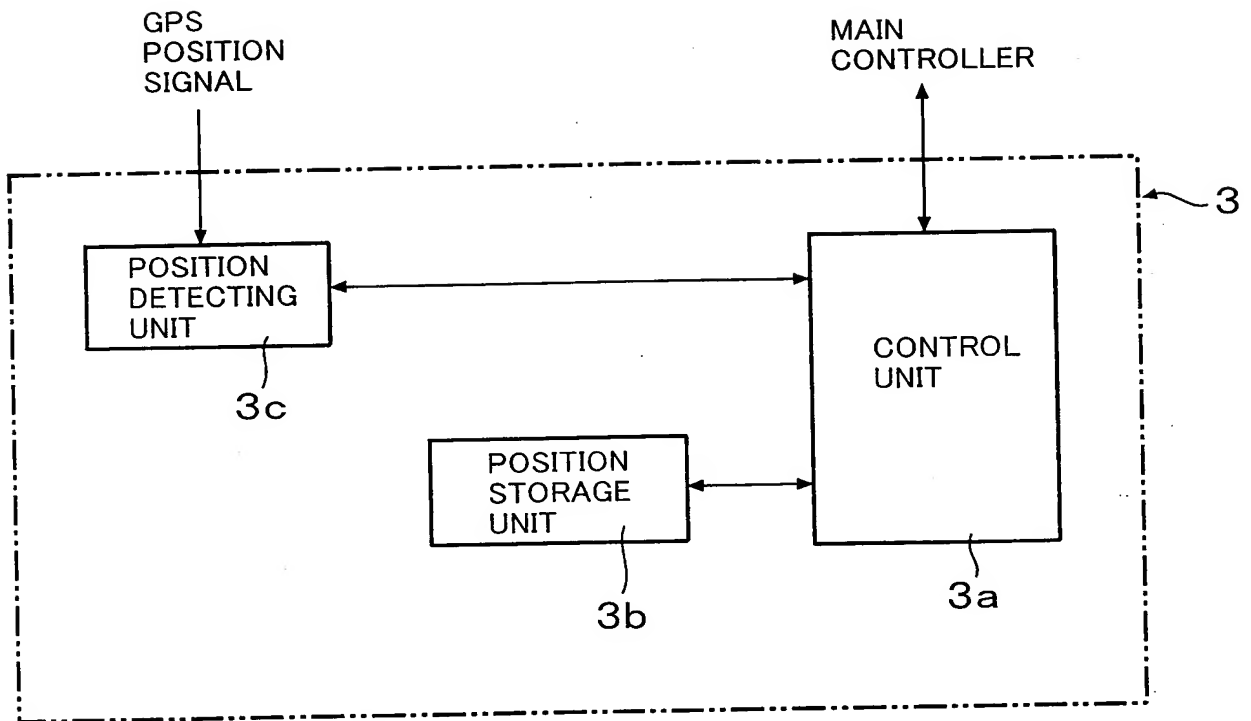 GPS
POSITION
SIGNAL
MAIN
CONTROLLER
3
POSITION
DETECTING
UNIT
3c
CONTROL
UNIT
POSITION
STORAGE
UNIT
3b
3a